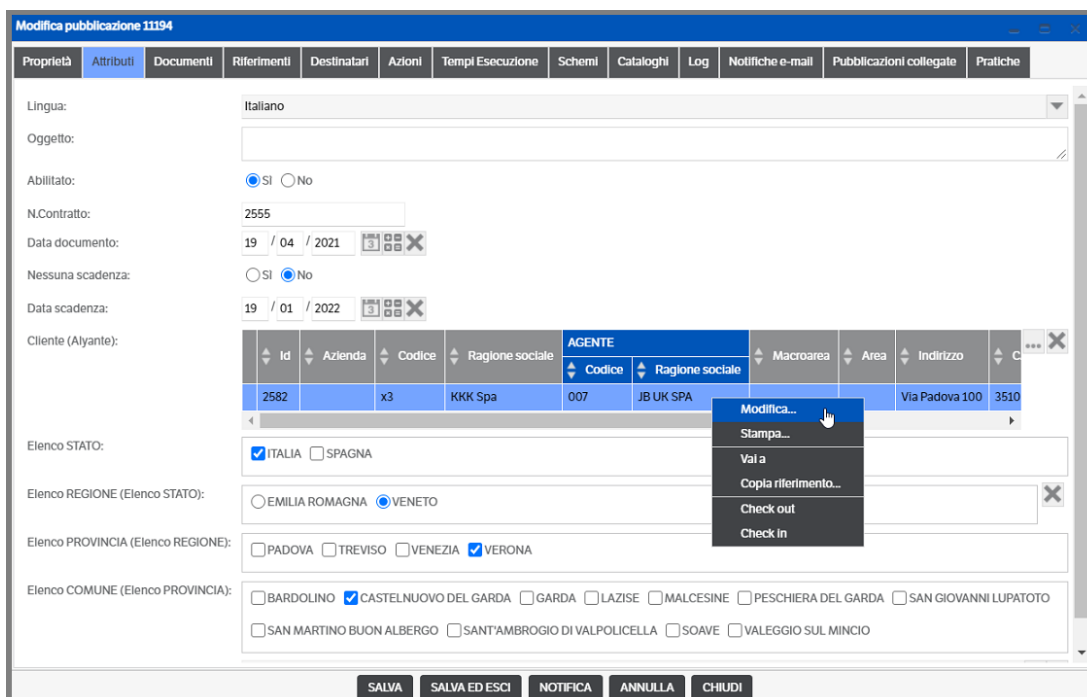 Modifica pubblicazione 11194
Proprietà Attributi Documenti Riferimenti Destinatari Azioni Tempi Esecuzione Schemi Cataloghi Log Notifiche e-mail Pubblicazioni collegate Pratiche
Lingua: Italiano
Oggetto:
Abilitato: SÌ No
N.Contratto: 2555
Data documento: 19 / 04 / 2021 3
Nessuna scadenza: SÌ No
Data scadenza: 19 / 01 / 2022 3
Cliente (Alyante): AGENTE ...
Id Azienda Codice Ragione sociale Codice Ragione sociale Macroarea Area Indirizzo C
2582 x3 KKK Spa 007 JB UK SPA Via Padova 100 3510
Modifica...
Stampa...
Vai a
Copia riferimento...
Check out
Check in
Elenco STATO: ITALIA SPAGNA
Elenco REGIONE (Elenco STATO): EMILIA ROMAGNA VENETO
Elenco PROVINCIA (Elenco REGIONE): PADOVA TREVISO VENEZIA VERONA
Elenco COMUNE (Elenco PROVINCIA): BARDOLINO CASTELNUOVO DEL GARDA GARDA LAZISE MALCESINE PESCHIERA DEL GARDA SAN GIOVANNI LUPATOTO
SAN MARTINO BUON ALBERGO SANT'AMBROGIO DI VALPOLICELLA SOAVE VALEGGIO SUL MINCIO
SALVA SALVA ED ESCI NOTIFICA ANNULLA CHIUDI